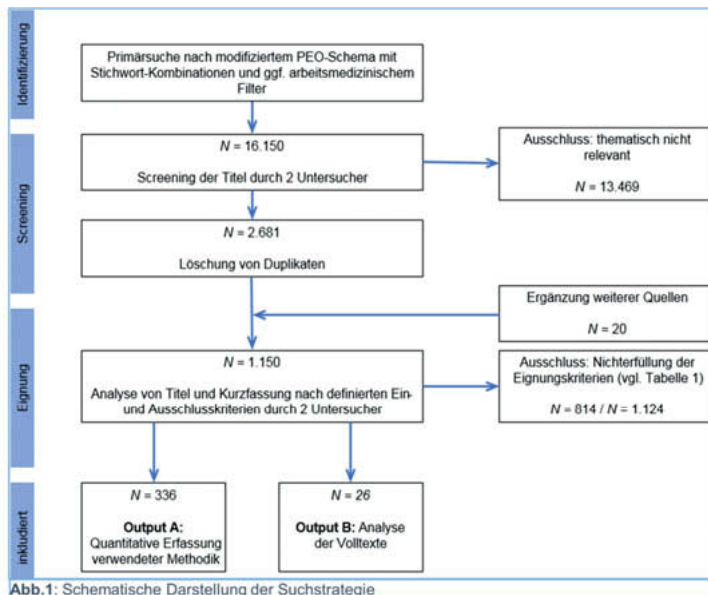 Identifizierung
Primärsuche nach modifiziertem PEO-Schema mit
Stichwort-Kombinationen und ggf. arbeitsmedizinischem
Filter
Screening
N = 16.150
Screening der Titel durch 2 Untersucher
Ausschluss: thematisch nicht
relevant
N = 13.469
N = 2.681
Löschung von Duplikaten
Ergänzung weiterer Quellen
N = 20
Eignung
N = 1.150
Analyse von Titel und Kurzfassung nach definierten Ein-
und Ausschlusskriterien durch 2 Untersucher
Ausschluss: Nichterfüllung der
Eignungskriterien (vgl. Tabelle 1)
N = 814 / N = 1.124
inkludiert
N = 336
Output A:
Quantitative Erfassung
verwendeter Methodik
N = 26
Output B: Analyse
der Volltexte
Abb.1: Schematische Darstellung der Suchstrategie